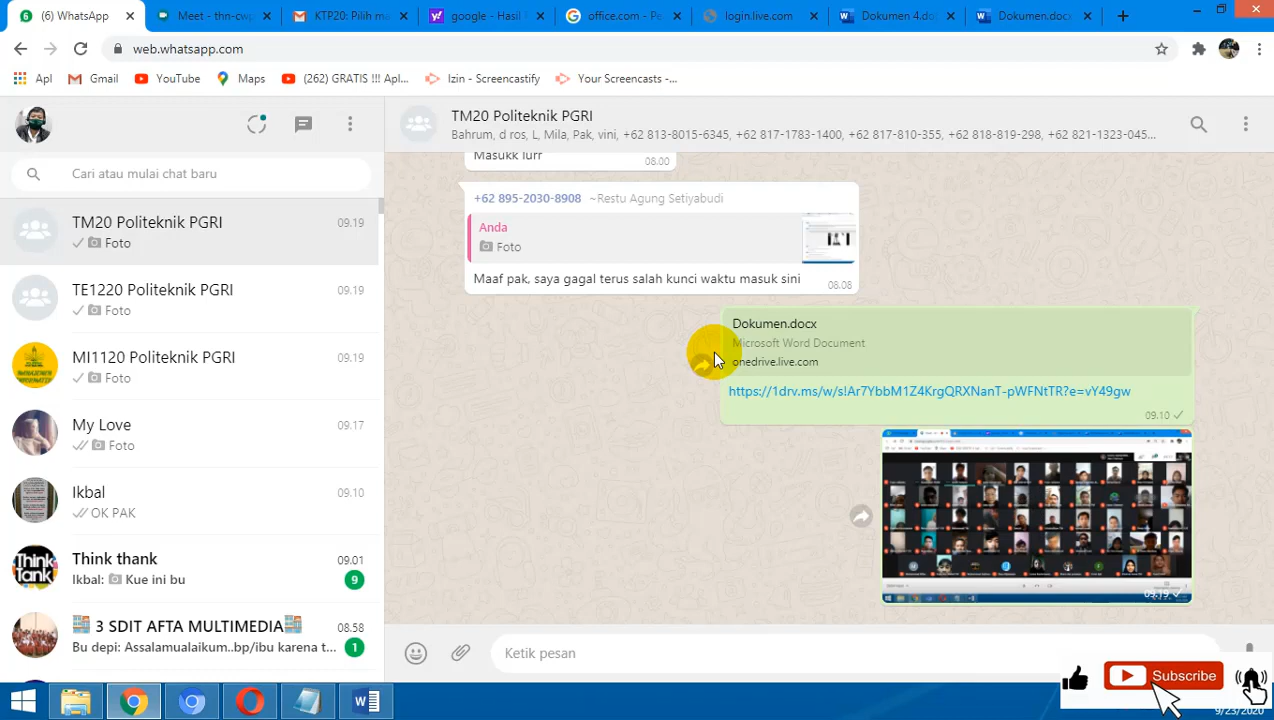 (6) WhatsApp
Meet - thn-cwp
KTP20: Pilih ma
google - Hasil P
office.com - Pe
login.live.com
Dokumen 4.do
Dokumen.docx
web.whatsapp.com
Apl
Gmail
YouTube
Maps
(262) GRATIS !!! Apl...
Izin - Screencastify
Your Screencasts -...
Cari atau mulai chat baru
TM20 Politeknik PGRI 09.19
Foto
TE1220 Politeknik PGRI 09.19
Foto
MI1120 Politeknik PGRI 09.19
Foto
My Love 09.17
Foto
Ikbal 09.10
OK PAK
Think thank 09.01
Ikbal: Kue ini bu 9
3 SDIT AFTA MULTIMEDIA 08.58
Bu depi: Assalamualaikum..bp/ibu karena t... 1
TM20 Politeknik PGRI
Bahrum, d ros, L, Mila, Pak, vini, +62 813-8015-6345, +62 817-1783-1400, +62 817-810-355, +62 818-819-298, +62 821-1323-045...
Masukk lurr 08.00
+62 895-2030-8908 ~Restu Agung Setiyabudi
Anda
Foto
Maaf pak, saya gagal terus salah kunci waktu masuk sini 08.08
Dokumen.docx
Microsoft Word Document
onedrive.live.com
https://1drv.ms/w/s!Ar7YbbM1Z4KrgQRXNanT-pWFNtTR?e=vY49gw
09.10
09.19
Ketik pesan
Subscribe
9/23/2020